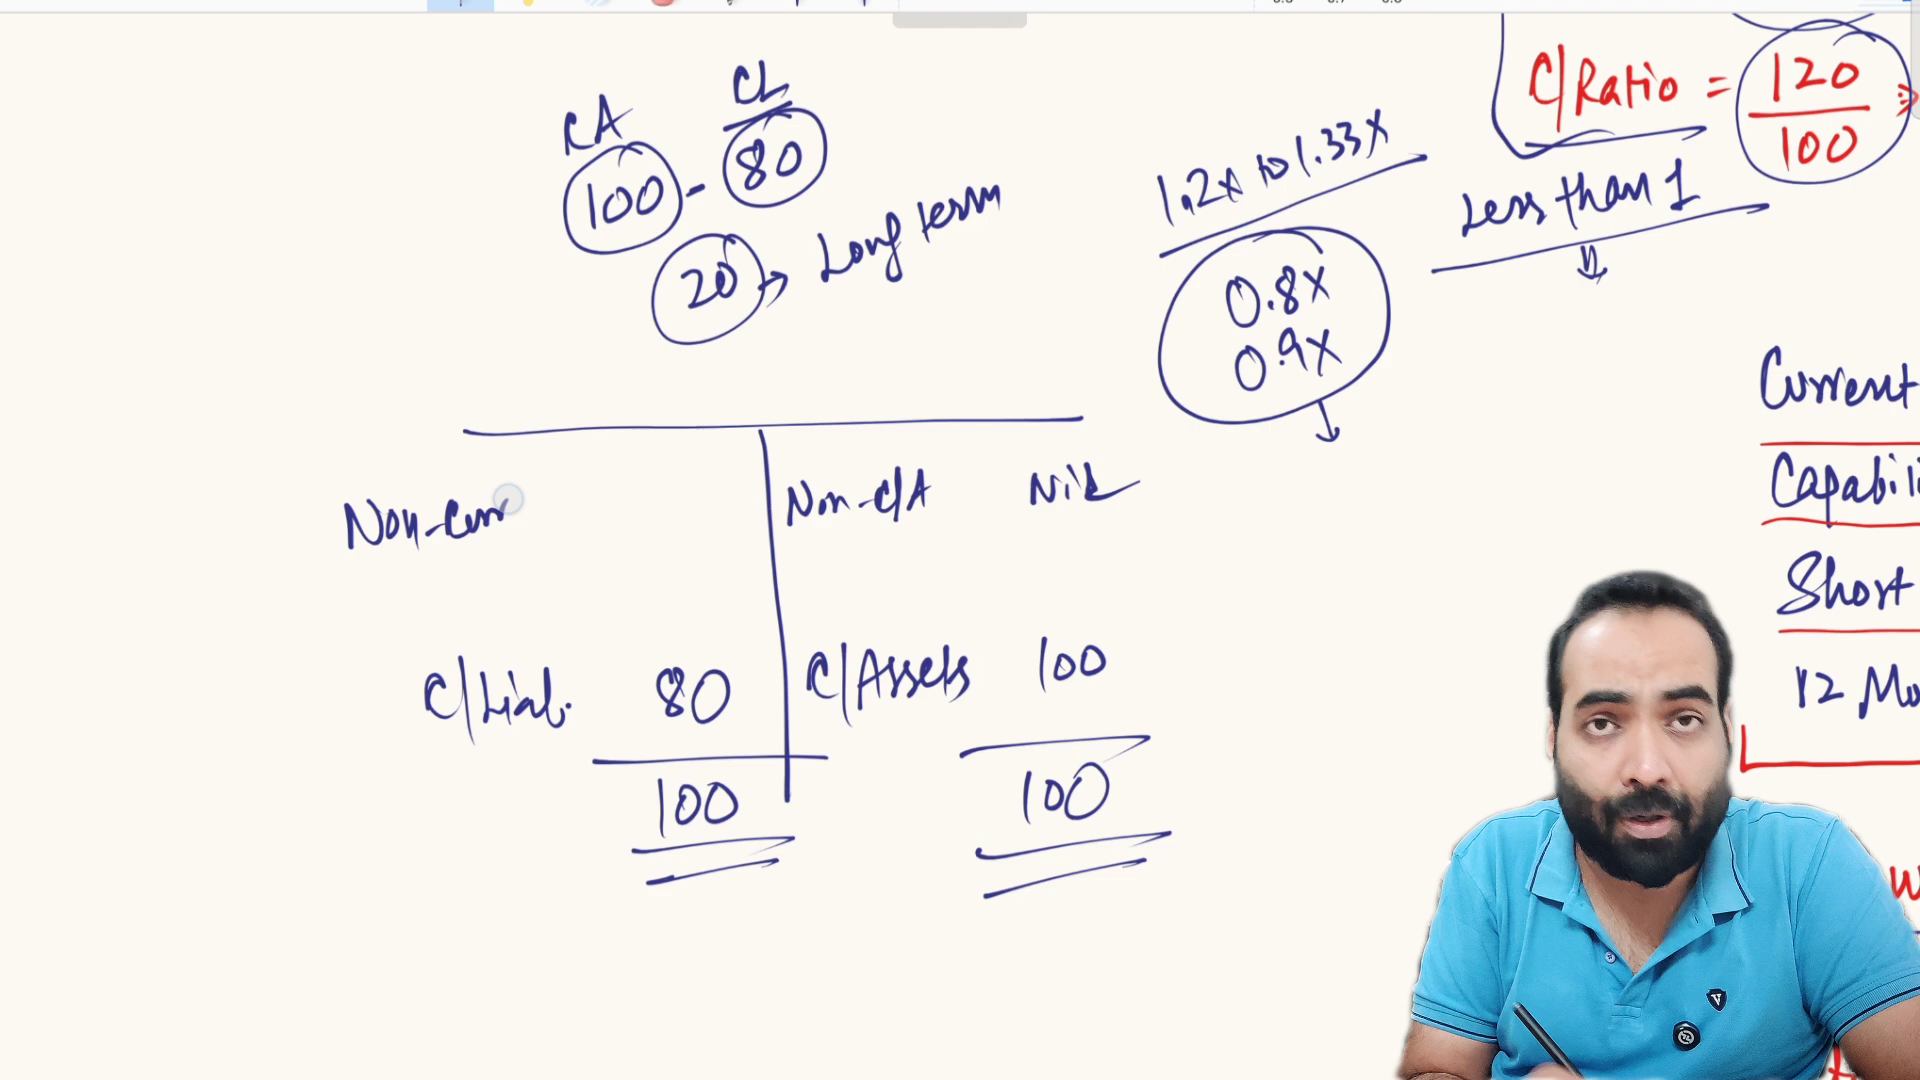 CL
CA
100 - 80
20 → Long term
1.2x to 1.33x
0.8x
0.9x
C/Ratio = 120
100
Less than 1
Current
Capabili
Short
12 Mo
Non-Curr
Non-C/A Nil
C/Liab. 80
C/Assets 100
100
100
V